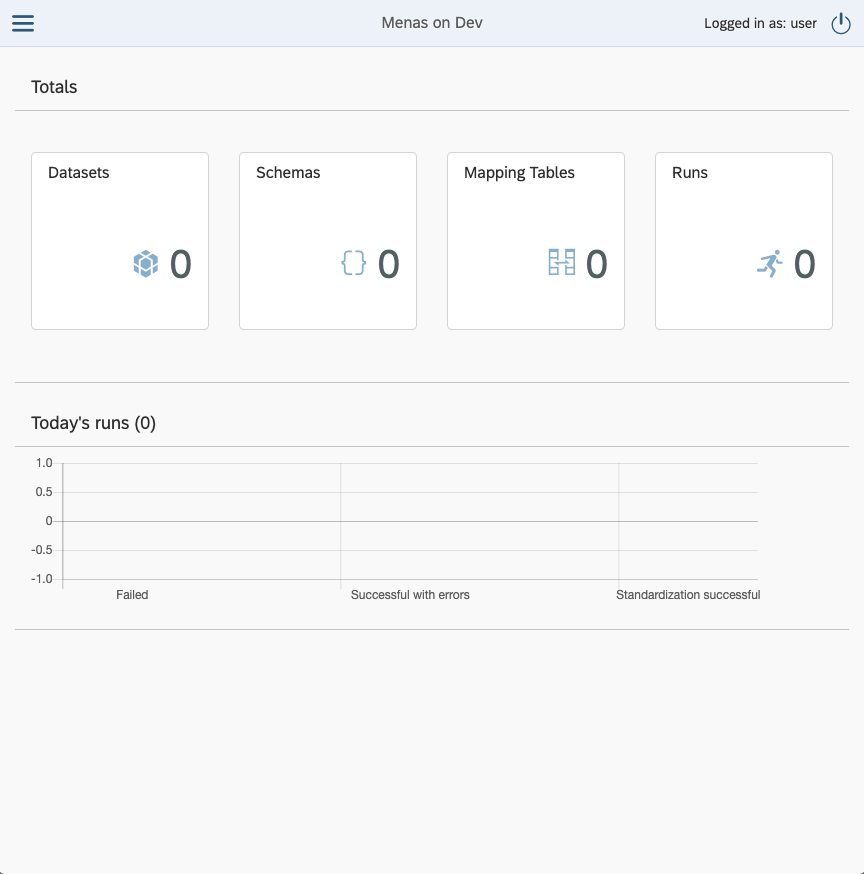 Menas on Dev
Logged in as: user
Totals
Datasets
0
Schemas
0
Mapping Tables
0
Runs
0
Today's runs (0)
1.0
0.5
0
-0.5
-1.0
Failed
Successful with errors
Standardization successful